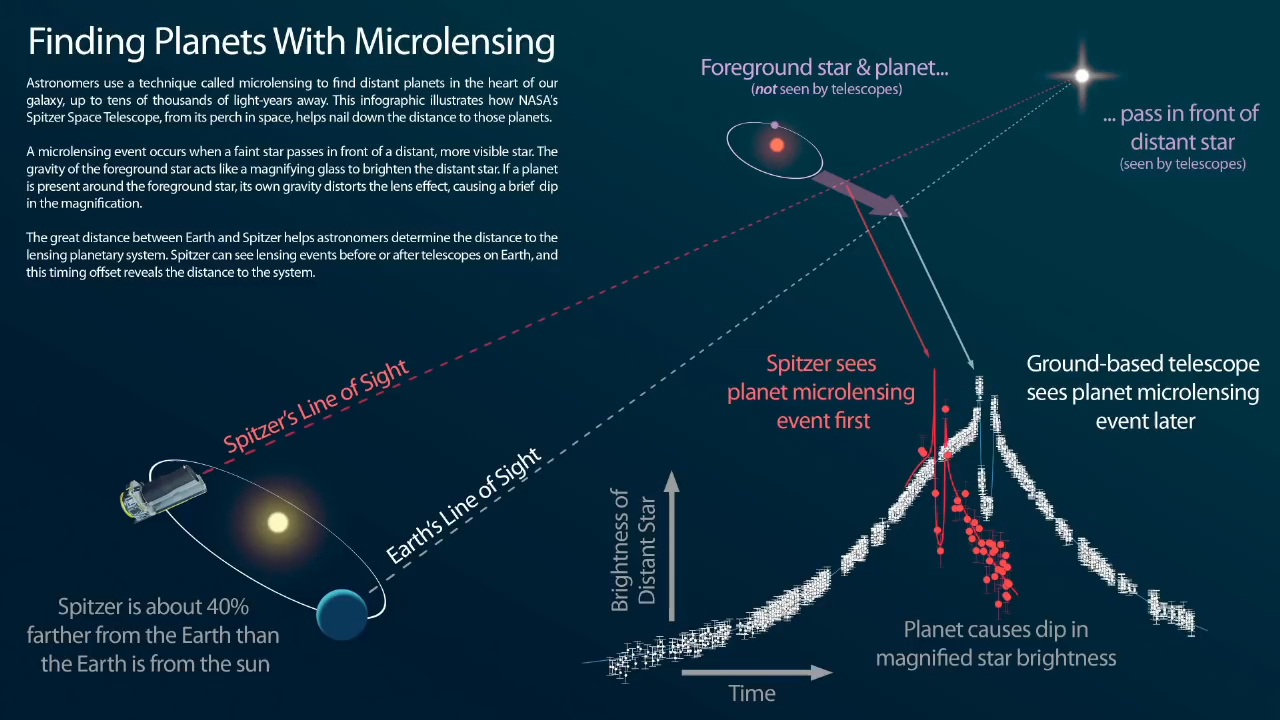 Finding Planets With Microlensing
Astronomers use a technique called microlensing to find distant planets in the heart of our
galaxy, up to tens of thousands of light-years away. This infographic illustrates how NASA's
Spitzer Space Telescope, from its perch in space, helps nail down the distance to those planets.
A microlensing event occurs when a faint star passes in front of a distant, more visible star. The
gravity of the foreground star acts like a magnifying glass to brighten the distant star. If a planet
is present around the foreground star, its own gravity distorts the lens effect, causing a brief dip
in the magnification.
The great distance between Earth and Spitzer helps astronomers determine the distance to the
lensing planetary system. Spitzer can see lensing events before or after telescopes on Earth, and
this timing offset reveals the distance to the system.
Foreground star & planet...
(not seen by telescopes)
... pass in front of
distant star
(seen by telescopes)
Spitzer's Line of Sight
Earth's Line of Sight
Spitzer sees
planet microlensing
event first
Ground-based telescope
sees planet microlensing
event later
Brightness of
Distant Star
Spitzer is about 40%
farther from the Earth than
the Earth is from the sun
Planet causes dip in
magnified star brightness
Time